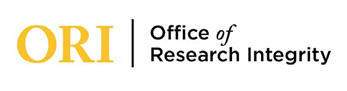 ORI
Office of
Research Integrity